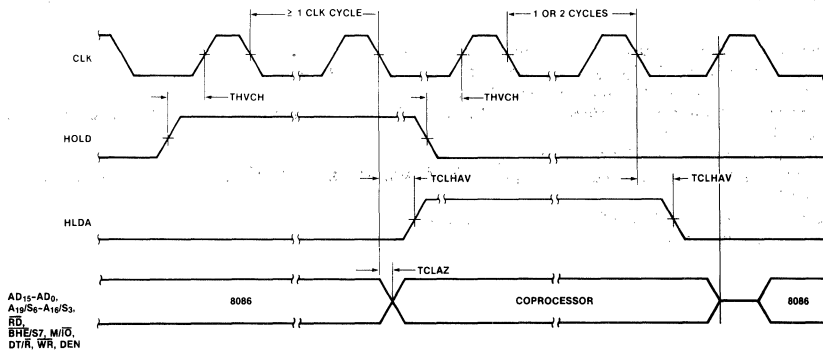 ≥ 1 CLK CYCLE
1 OR 2 CYCLES
CLK
THVCH
THVCH
HOLD
TCLHAV
TCLHAV
HLDA
TCLAZ
AD15-AD0,
A19/S6-A16/S3,
RD,
BHE/S7, M/IO,
DT/R, WR, DEN
8086
COPROCESSOR
8086